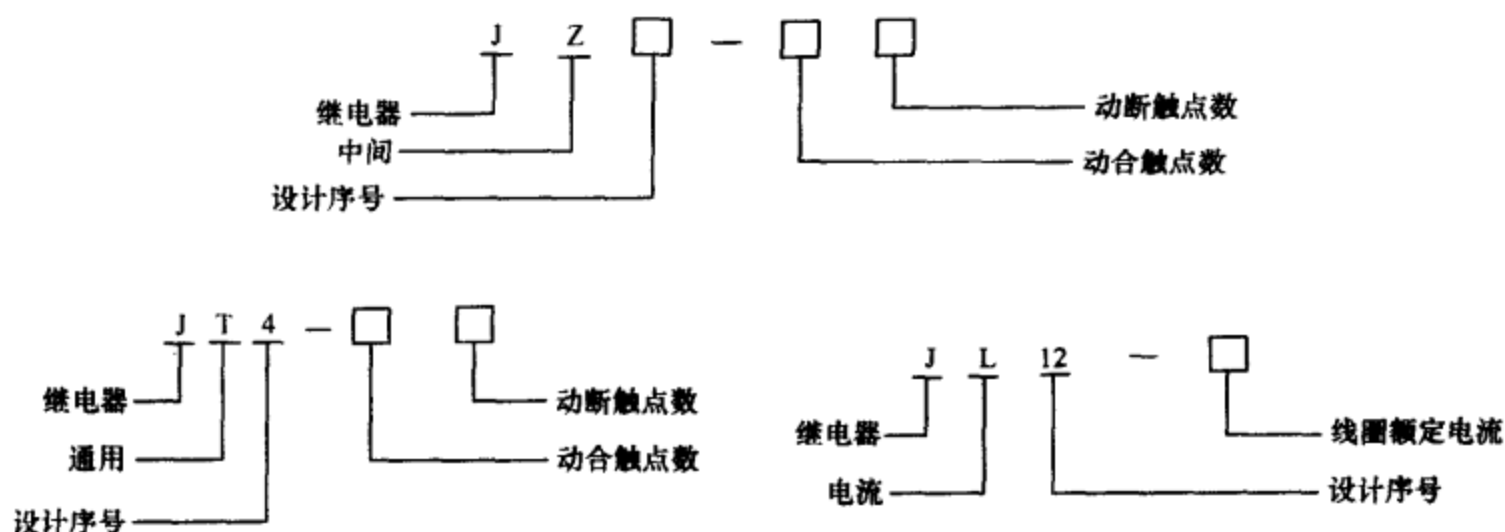 J Z □ — □ □
继电器
中间
设计序号
动断触点数
动合触点数
J T 4 — □ □
继电器
通用
设计序号
动断触点数
动合触点数
J L 12 — □
继电器
电流
线圈额定电流
设计序号